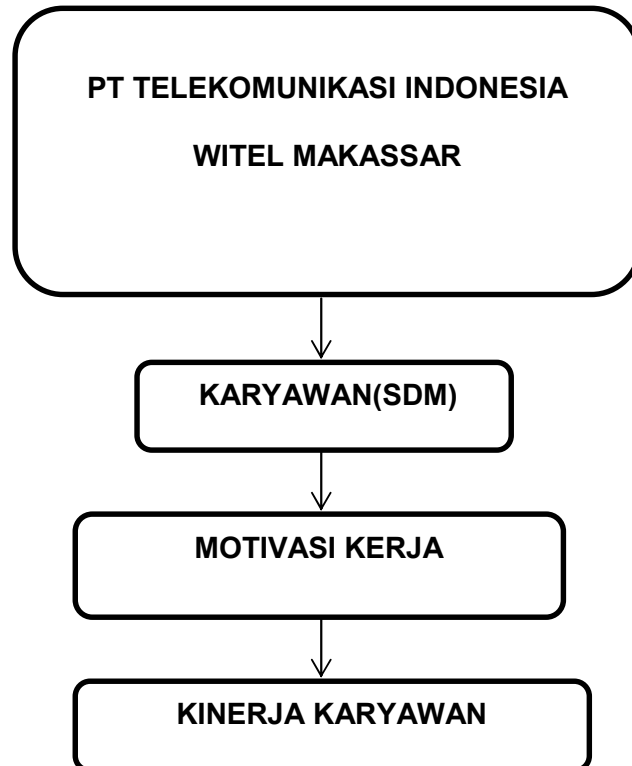 PT TELEKOMUNIKASI INDONESIA
WITEL MAKASSAR
KARYAWAN(SDM)
MOTIVASI KERJA
KINERJA KARYAWAN